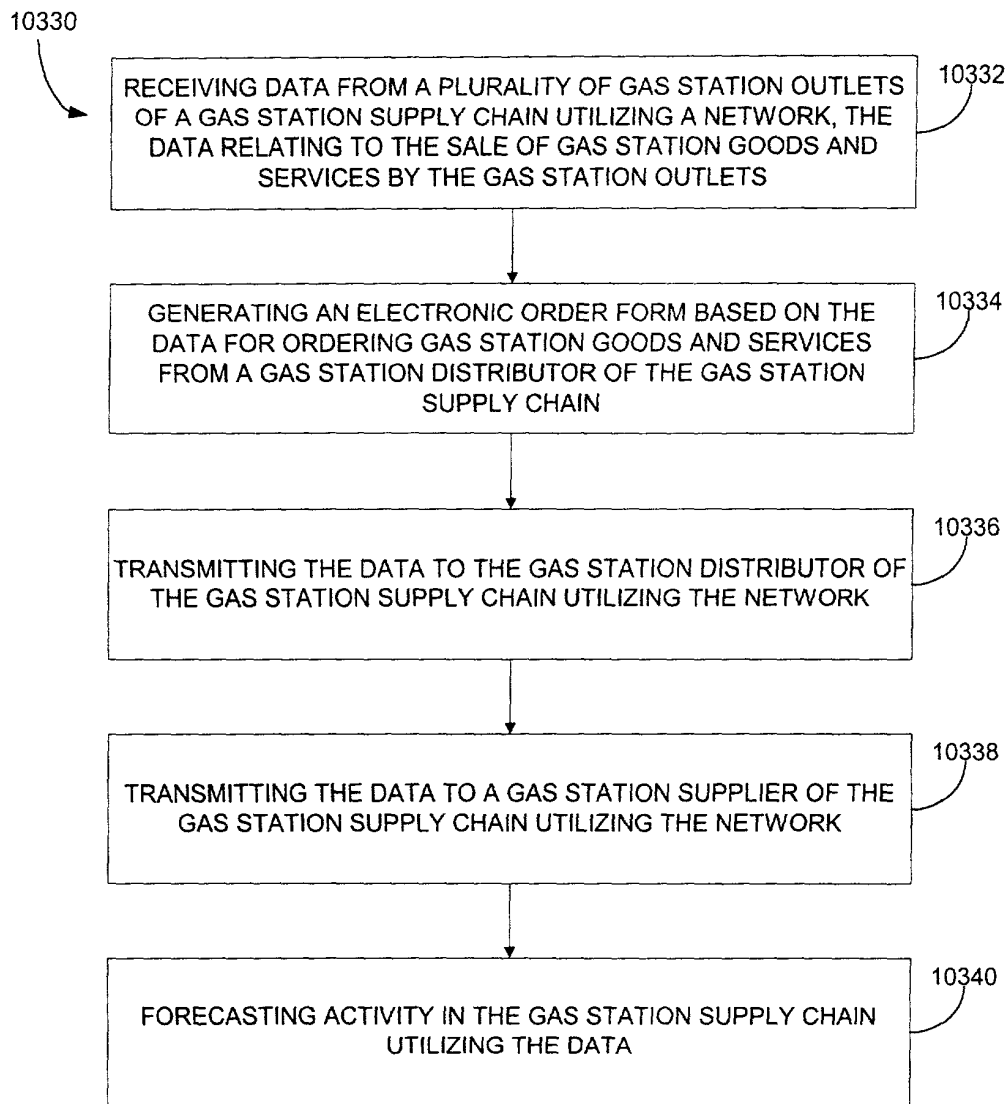 10330
RECEIVING DATA FROM A PLURALITY OF GAS STATION OUTLETS
OF A GAS STATION SUPPLY CHAIN UTILIZING A NETWORK, THE
DATA RELATING TO THE SALE OF GAS STATION GOODS AND
SERVICES BY THE GAS STATION OUTLETS
10332
GENERATING AN ELECTRONIC ORDER FORM BASED ON THE
DATA FOR ORDERING GAS STATION GOODS AND SERVICES
FROM A GAS STATION DISTRIBUTOR OF THE GAS STATION
SUPPLY CHAIN
10334
TRANSMITTING THE DATA TO THE GAS STATION DISTRIBUTOR OF
THE GAS STATION SUPPLY CHAIN UTILIZING THE NETWORK
10336
TRANSMITTING THE DATA TO A GAS STATION SUPPLIER OF THE
GAS STATION SUPPLY CHAIN UTILIZING THE NETWORK
10338
FORECASTING ACTIVITY IN THE GAS STATION SUPPLY CHAIN
UTILIZING THE DATA
10340